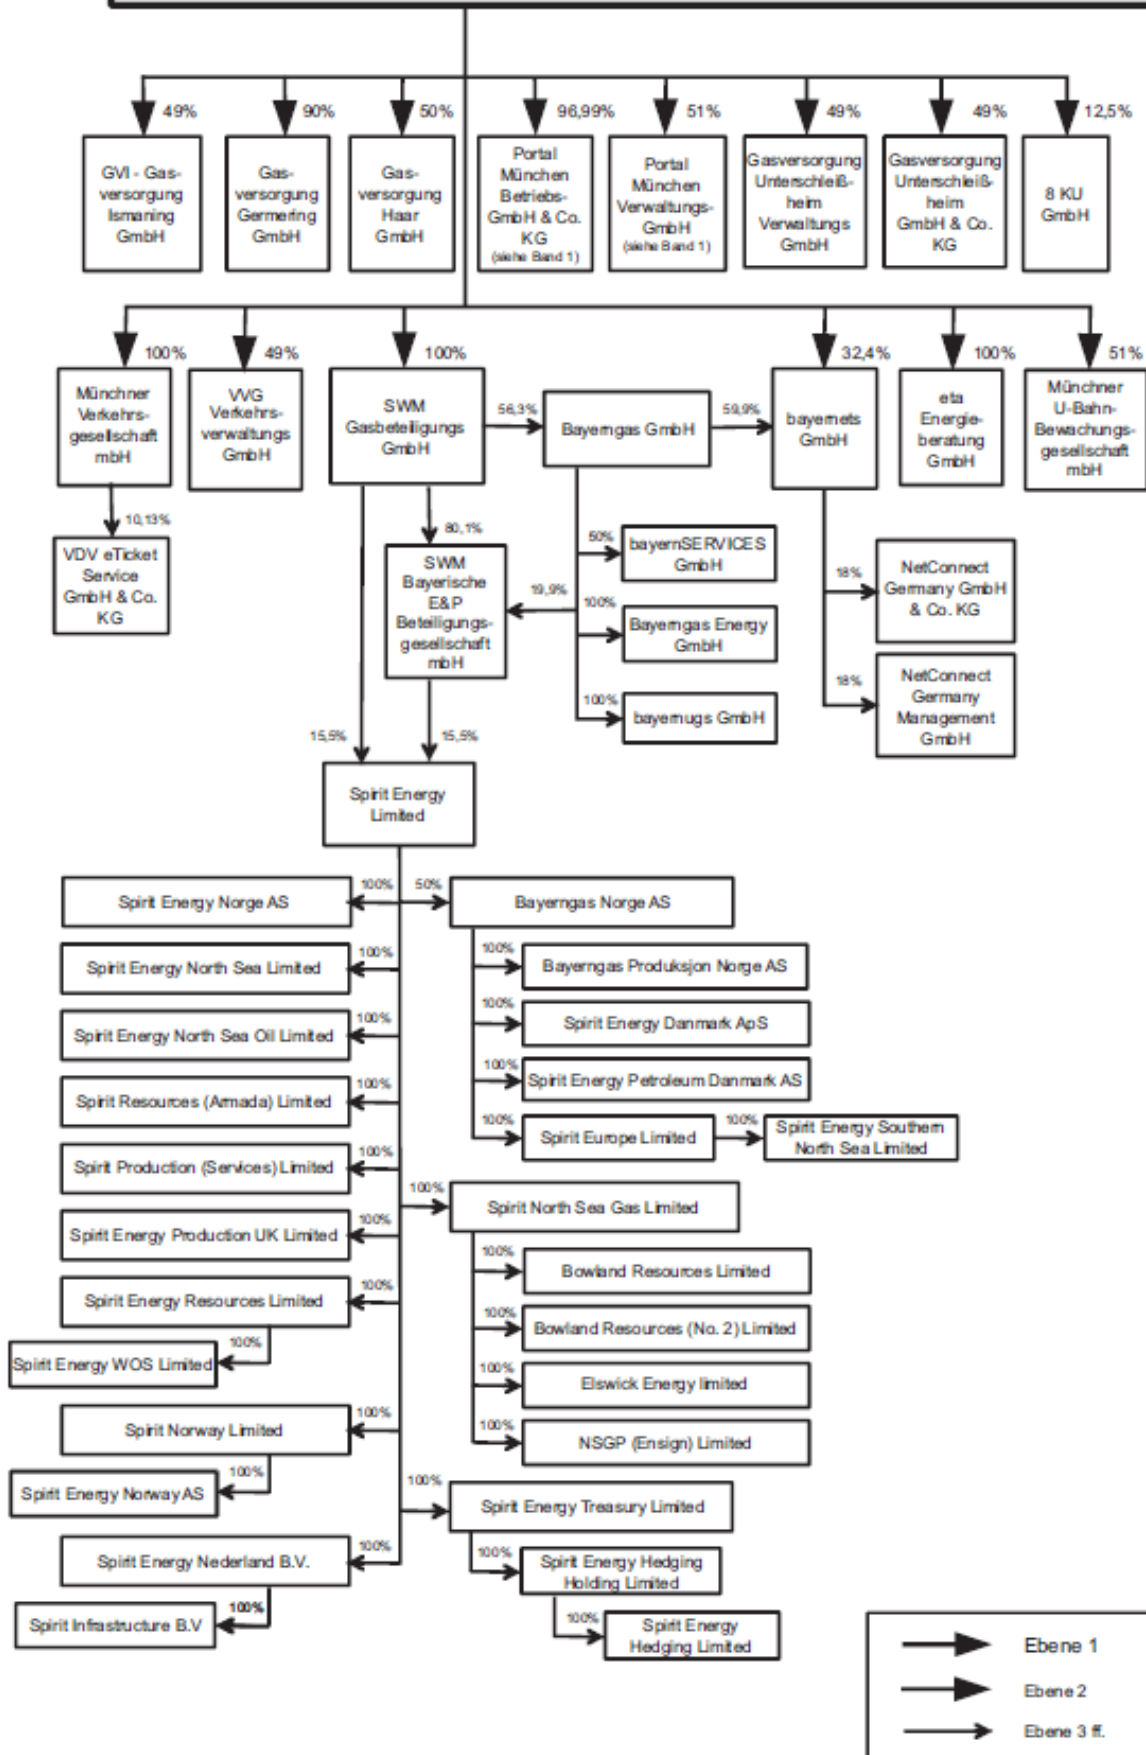 49%
90%
50%
96,99%
51%
49%
49%
12,5%
GVI - Gas-
versorgung
Ismaning
GmbH
Gas-
versorgung
Germering
GmbH
Gas-
versorgung
Haar
GmbH
Portal
München
Betriebs-
GmbH & Co.
KG
(siehe Band 1)
Portal
München
Verwaltungs-
GmbH
(siehe Band 1)
Gasversorgung
Unterschleiß-
heim
Verwaltungs
GmbH
Gasversorgung
Unterschleiß-
heim
GmbH & Co.
KG
8 KU
GmbH
100%
49%
100%
32,4%
100%
51%
Münchner
Verkehrs-
gesellschaft
mbH
VVG
Verkehrs-
verwaltungs
GmbH
SWM
Gasbeteiligungs
GmbH
56,3%
Bayerngas GmbH
59,9%
bayernets
GmbH
eta
Energie-
beratung
GmbH
Münchner
U-Bahn-
Bewachungs-
gesellschaft
mbH
10,13%
VDV eTicket
Service
GmbH & Co.
KG
80,1%
SWM
Bayerische
E&P
Beteiligungs-
gesellschaft
mbH
19,9%
50%
bayernSERVICES
GmbH
100%
Bayerngas Energy
GmbH
100%
bayernugs GmbH
18%
NetConnect
Germany GmbH
& Co. KG
18%
NetConnect
Germany
Management
GmbH
15,5%
15,5%
Spirit Energy
Limited
100%
Spirit Energy Norge AS
50%
Bayerngas Norge AS
100%
Spirit Energy North Sea Limited
100%
Bayerngas Produksjon Norge AS
100%
Spirit Energy North Sea Oil Limited
100%
Spirit Energy Danmark ApS
100%
Spirit Resources (Armada) Limited
100%
Spirit Energy Petroleum Danmark AS
100%
Spirit Europe Limited
100%
Spirit Energy Southern
North Sea Limited
100%
Spirit Production (Services) Limited
100%
Spirit North Sea Gas Limited
100%
Spirit Energy Production UK Limited
100%
Bowland Resources Limited
100%
Spirit Energy Resources Limited
100%
Bowland Resources (No. 2) Limited
100%
Spirit Energy WOS Limited
100%
Elswick Energy limited
100%
Spirit Norway Limited
100%
NSGP (Ensign) Limited
100%
Spirit Energy Norway AS
100%
Spirit Energy Treasury Limited
100%
Spirit Energy Nederland B.V.
100%
Spirit Energy Hedging
Holding Limited
100%
Spirit Infrastructure B.V
100%
Spirit Energy
Hedging Limited
Ebene 1
Ebene 2
Ebene 3 ff.